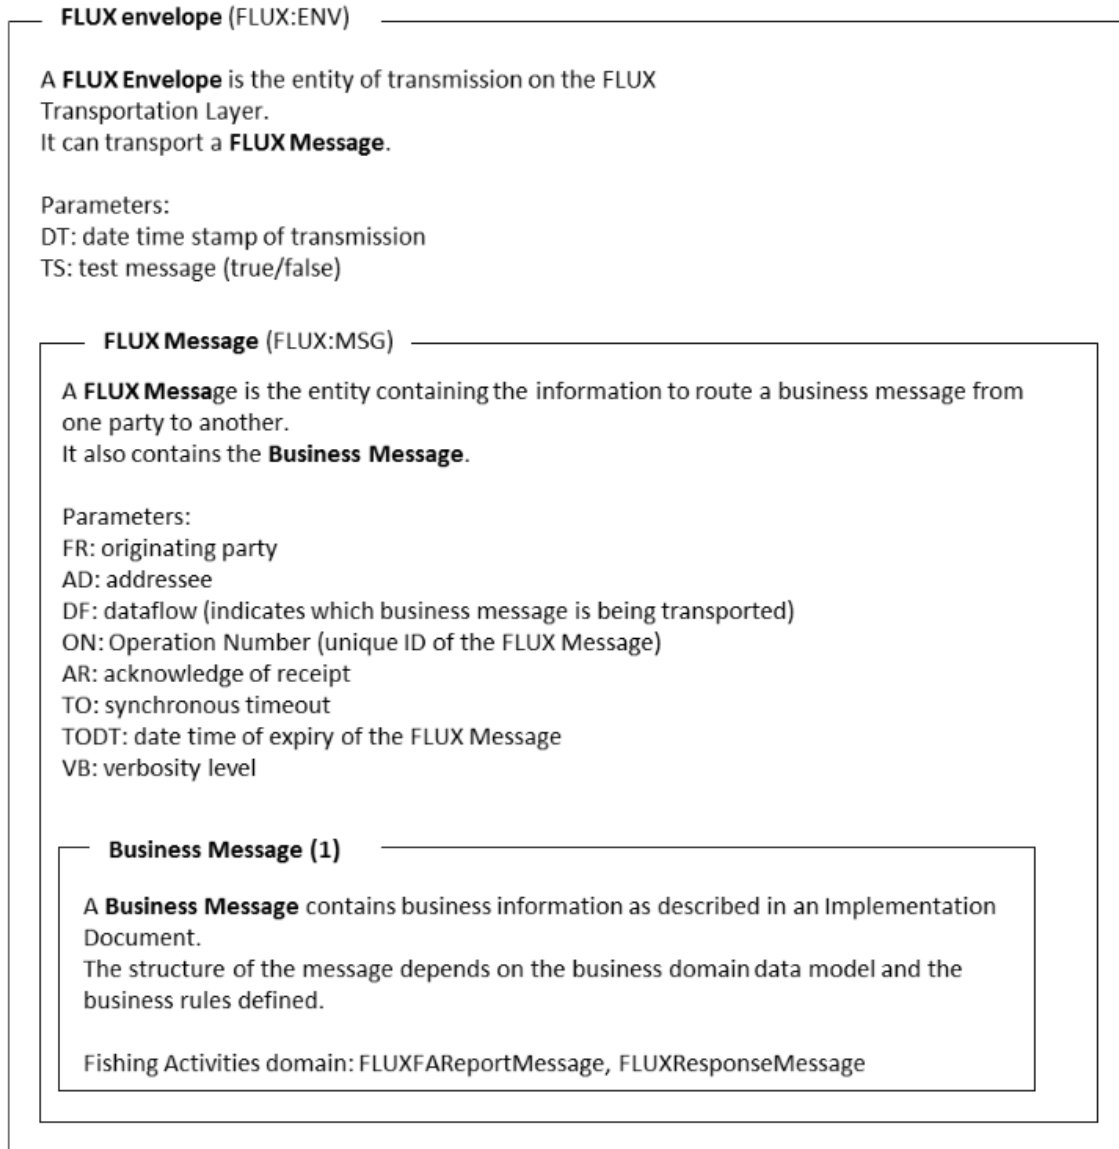 FLUX envelope (FLUX:ENV)
A FLUX Envelope is the entity of transmission on the FLUX
Transportation Layer.
It can transport a FLUX Message.
Parameters:
DT: date time stamp of transmission
TS: test message (true/false)
FLUX Message (FLUX:MSG)
A FLUX Message is the entity containing the information to route a business message from
one party to another.
It also contains the Business Message.
Parameters:
FR: originating party
AD: addressee
DF: dataflow (indicates which business message is being transported)
ON: Operation Number (unique ID of the FLUX Message)
AR: acknowledge of receipt
TO: synchronous timeout
TODT: date time of expiry of the FLUX Message
VB: verbosity level
Business Message (1)
A Business Message contains business information as described in an Implementation
Document.
The structure of the message depends on the business domain data model and the
business rules defined.
Fishing Activities domain: FLUXFAReportMessage, FLUXResponseMessage